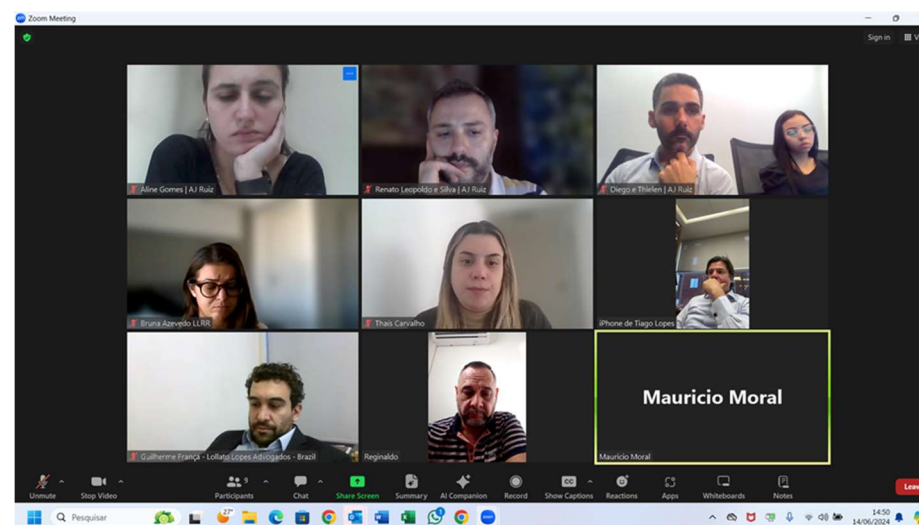 Zoom Meeting
Sign in
Aline Gomes | AJ Ruiz
Renato Leopoldo e Silva | AJ Ruiz
Diego e Thielen | AJ Ruiz
Bruna Azevedo LLRR
Thais Carvalho
iPhone de Tiago Lopes
Mauricio Moral
Guilherme França - Lollato Lopes Advogados - Brazil
Reginaldo
Mauricio Moral
9
Unmute
Stop Video
Participants
Chat
Share Screen
Summary
AI Companion
Record
Show Captions
Reactions
Apps
Whiteboards
Notes
Leav
Pesquisar
27°
14:50
14/06/2024